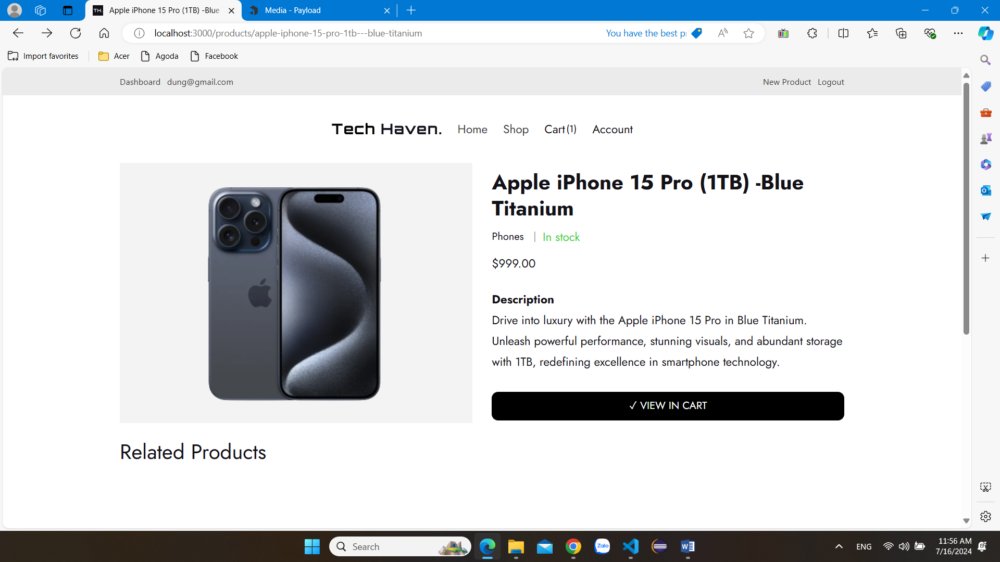 TH. Apple iPhone 15 Pro (1TB) -Blue
Media - Payload
localhost:3000/products/apple-iphone-15-pro-1tb---blue-titanium
You have the best pr
Import favorites
Acer
Agoda
Facebook
Dashboard dung@gmail.com
New Product Logout
Tech Haven. Home Shop Cart(1) Account
Apple iPhone 15 Pro (1TB) -Blue
Titanium
Phones | In stock
$999.00
Description
Drive into luxury with the Apple iPhone 15 Pro in Blue Titanium.
Unleash powerful performance, stunning visuals, and abundant storage
with 1TB, redefining excellence in smartphone technology.
✓ VIEW IN CART
Related Products
Search
Zalo
ENG
11:56 AM
7/16/2024